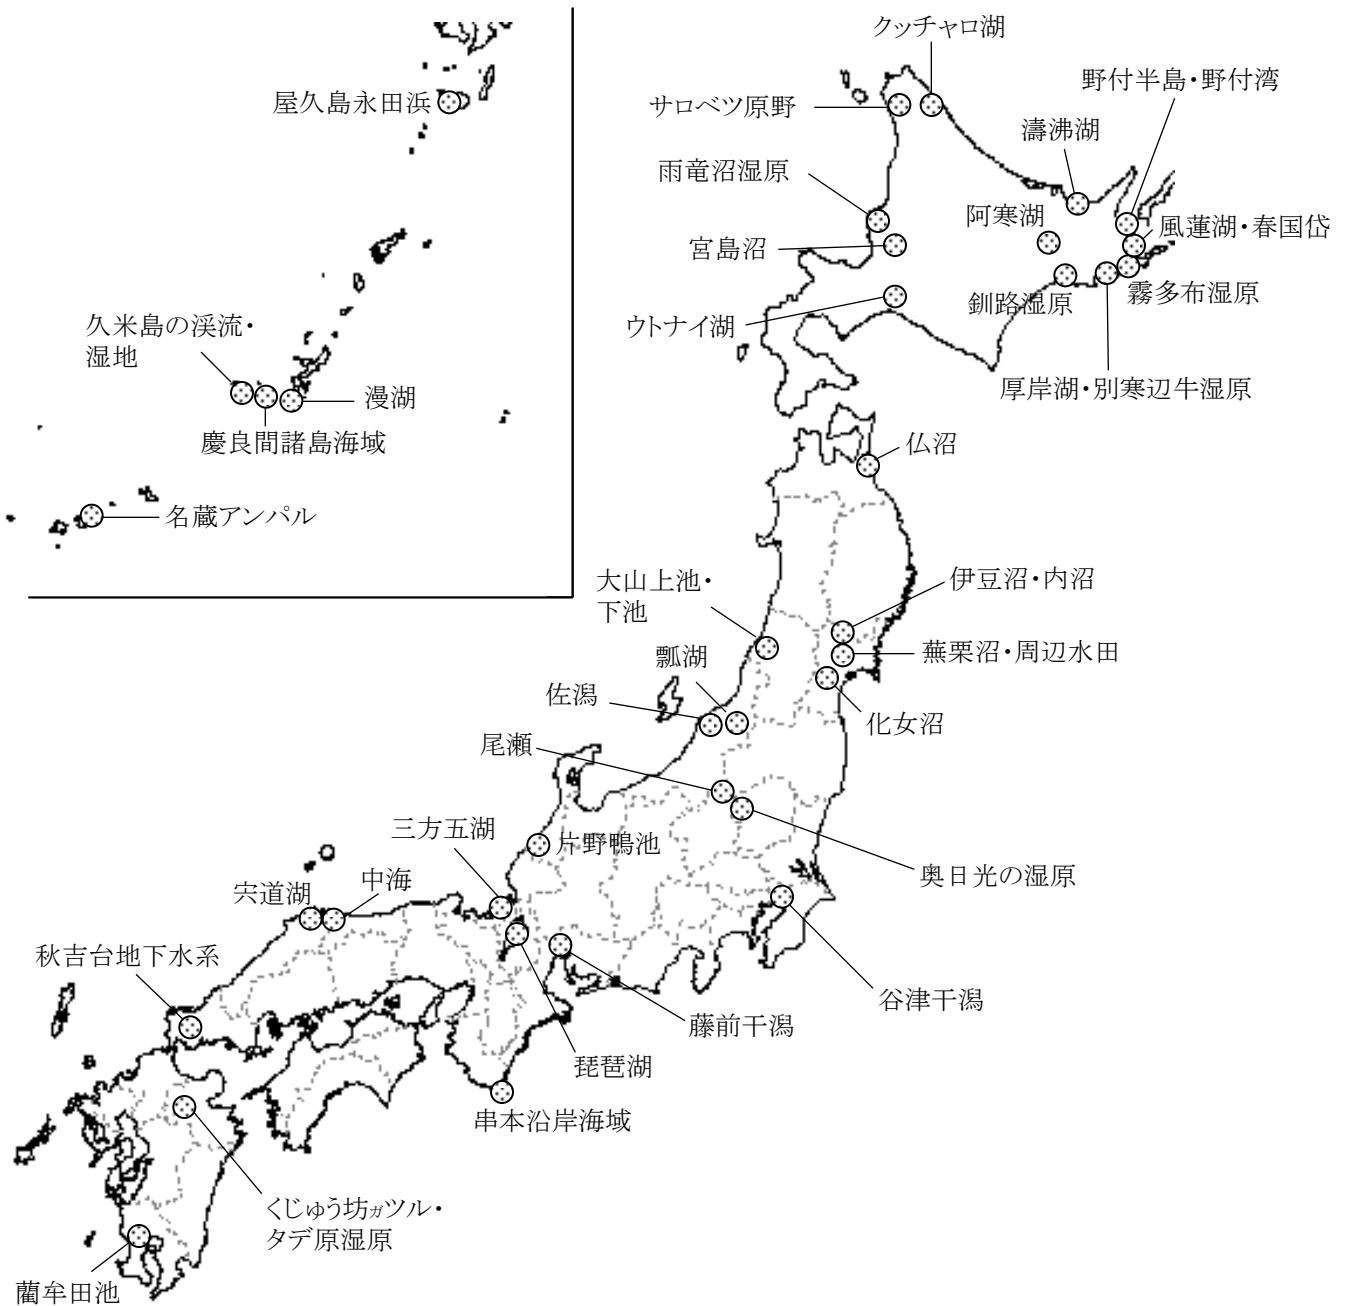 クッチャロ湖
野付半島・野付湾
屋久島永田浜
サロベツ原野
濤沸湖
雨竜沼湿原
阿寒湖
風蓮湖・春国岱
宮島沼
霧多布湿原
釧路湿原
ウトナイ湖
厚岸湖・別寒辺牛湿原
久米島の渓流・
湿地
漫湖
慶良間諸島海域
名蔵アンパル
仏沼
大山上池・
下池
伊豆沼・内沼
蕪栗沼・周辺水田
瓢湖
佐潟
化女沼
尾瀬
三方五湖
片野鴨池
奥日光の湿原
中海
宍道湖
秋吉台地下水系
谷津干潟
藤前干潟
琵琶湖
串本沿岸海域
くじゅう坊ガツル・
タデ原湿原
藺牟田池